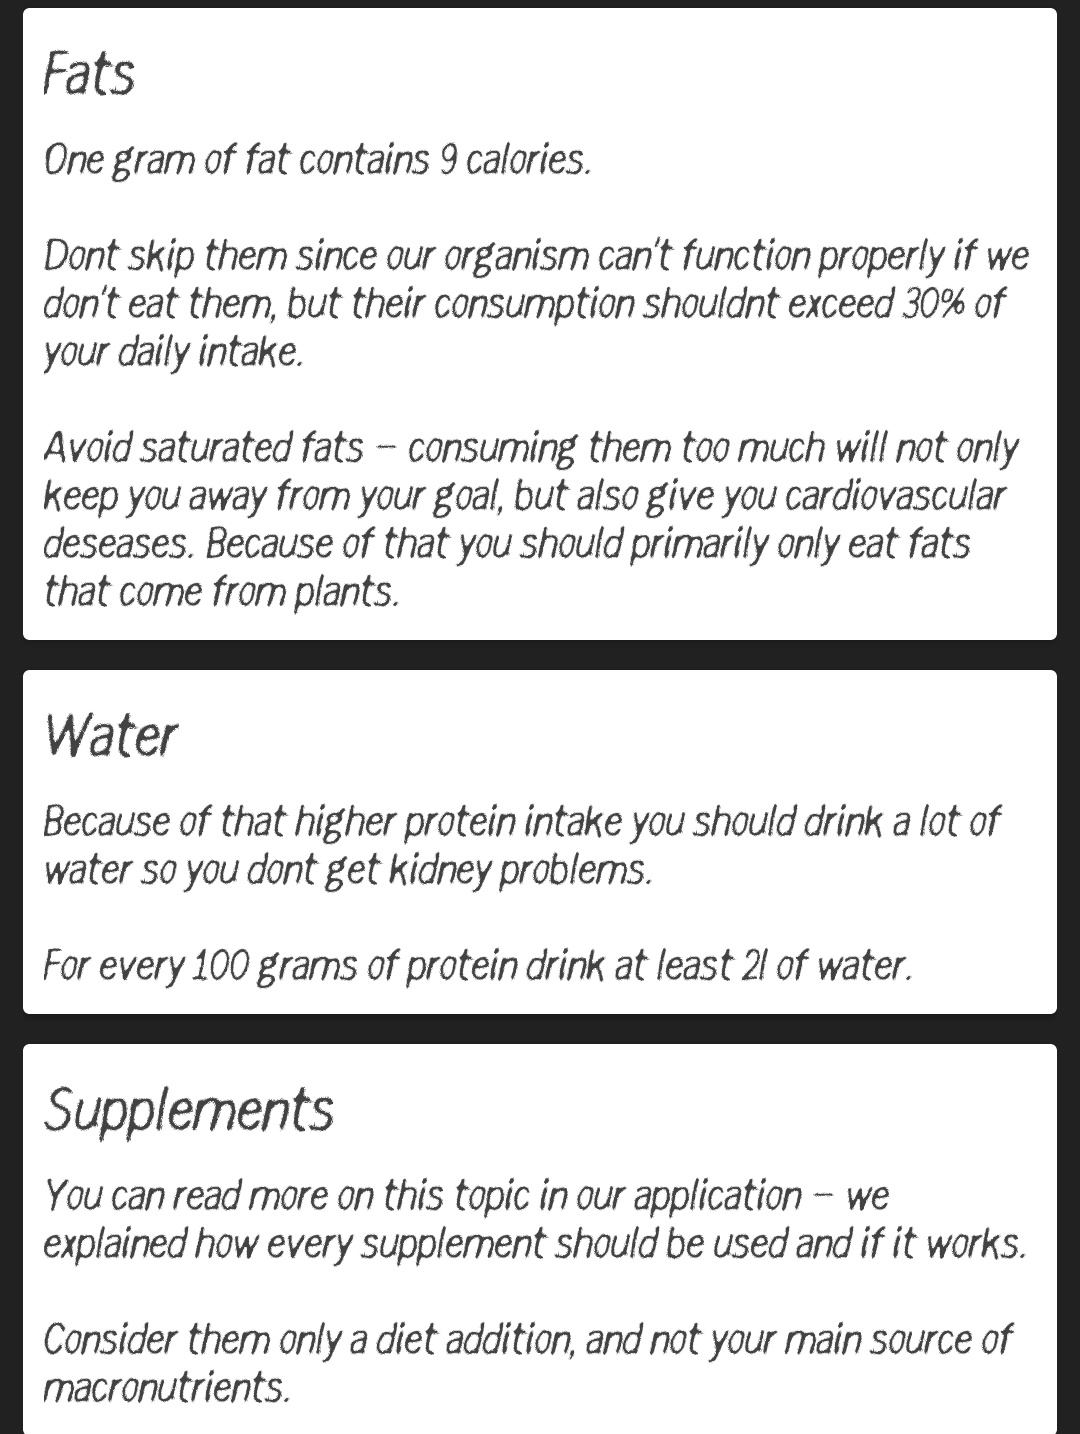 Fats
One gram of fat contains 9 calories.
Dont skip them since our organism can't function properly if we
don't eat them, but their consumption shouldnt exceed 30% of
your daily intake.
Avoid saturated fats – consuming them too much will not only
keep you away from your goal, but also give you cardiovascular
deseases. Because of that you should primarily only eat fats
that come from plants.
Water
Because of that higher protein intake you should drink a lot of
water so you dont get kidney problems.
For every 100 grams of protein drink at least 2l of water.
Supplements
You can read more on this topic in our application – we
explained how every supplement should be used and if it works.
Consider them only a diet addition, and not your main source of
macronutrients.